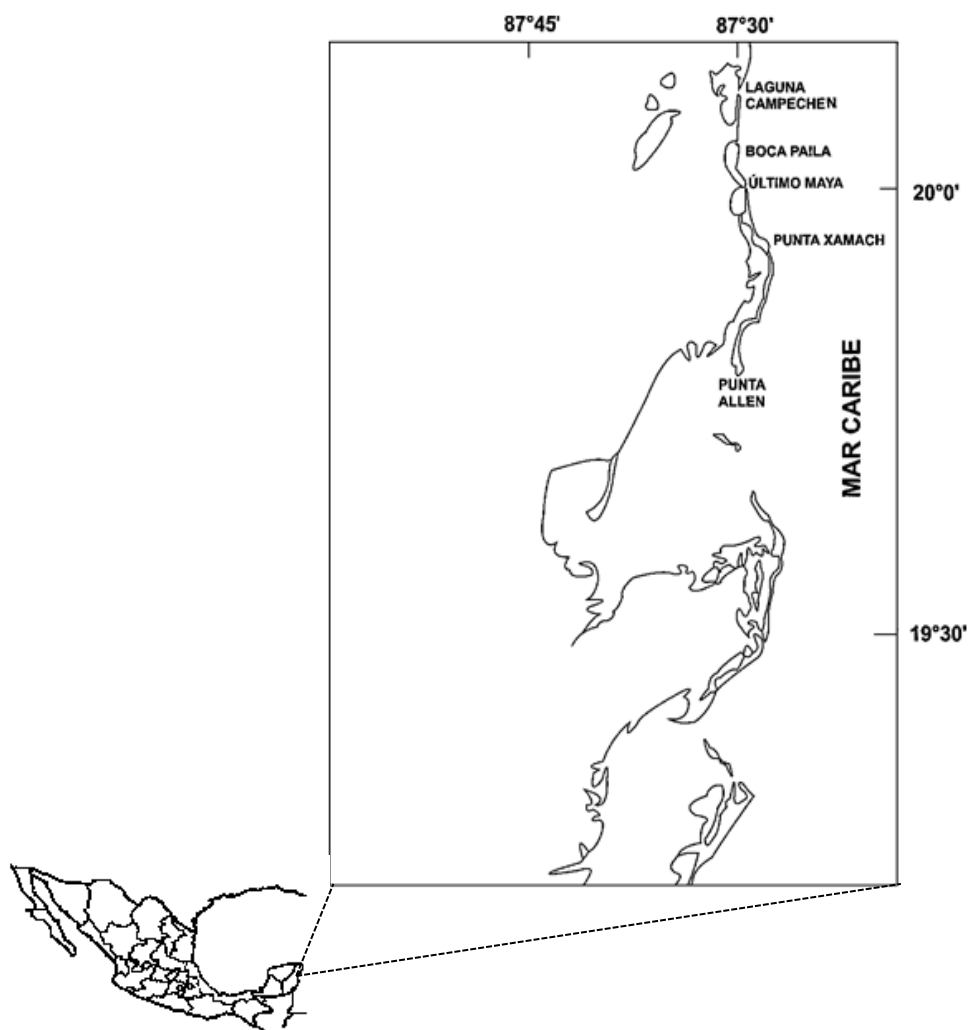 87°45'
87°30'
LAGUNA
CAMPECHEN
BOCA PAILA
ÚLTIMO MAYA
20°0'
PUNTA XAMACH
PUNTA
ALLEN
MAR CARIBE
19°30'